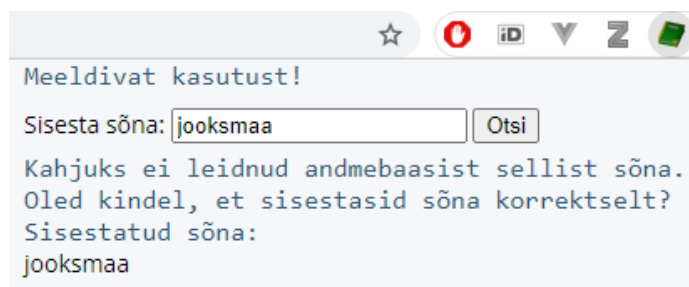 iD
Meeldivat kasutust!
Sisesta sõna: jooksmaa Otsi
Kahjuks ei leidnud andmebaasist sellist sõna.
Oled kindel, et sisestasid sõna korrektselt?
Sisestatud sõna:
jooksmaa